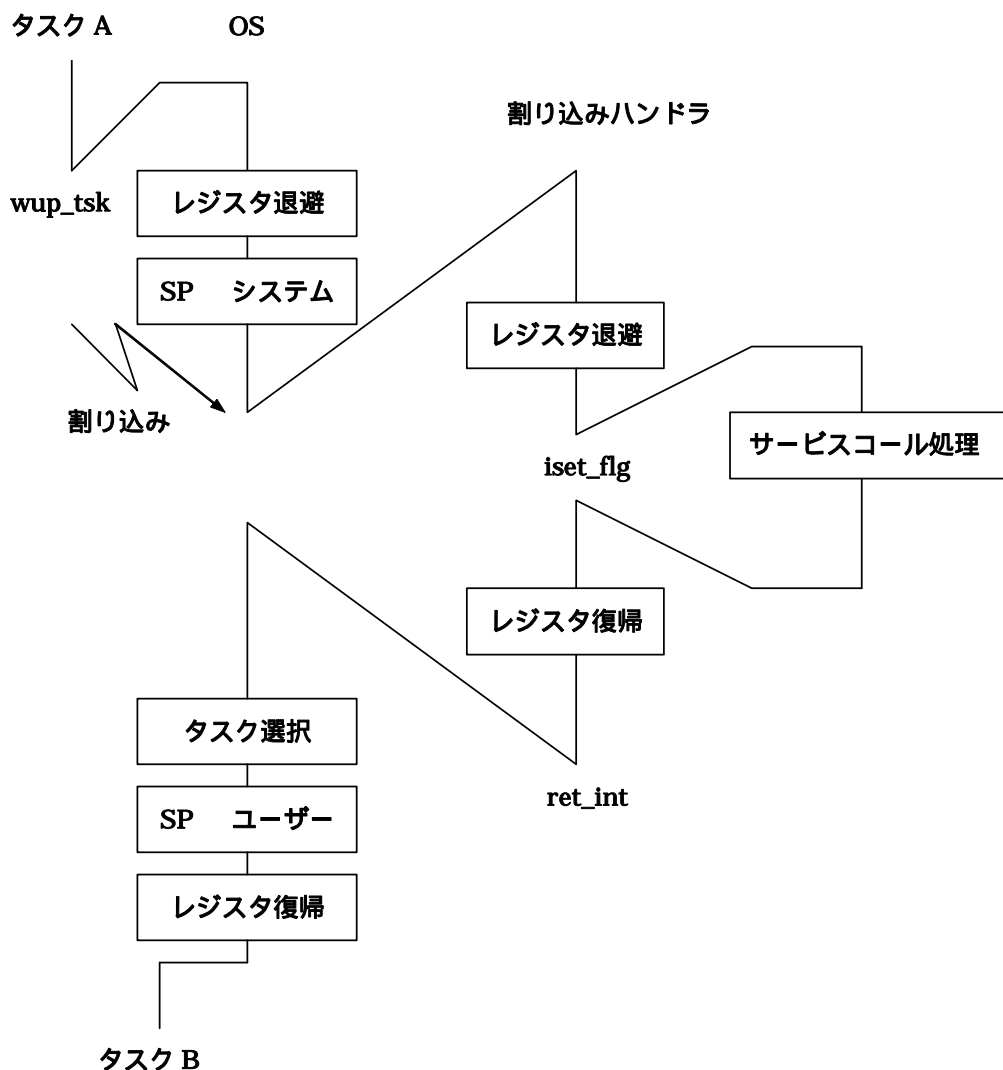 タスク A
OS
割り込みハンドラ
wup_tsk
レジスタ退避
SP システム
レジスタ退避
割り込み
サービスコール処理
iset_flg
レジスタ復帰
タスク選択
ret_int
SP ユーザー
レジスタ復帰
タスク B